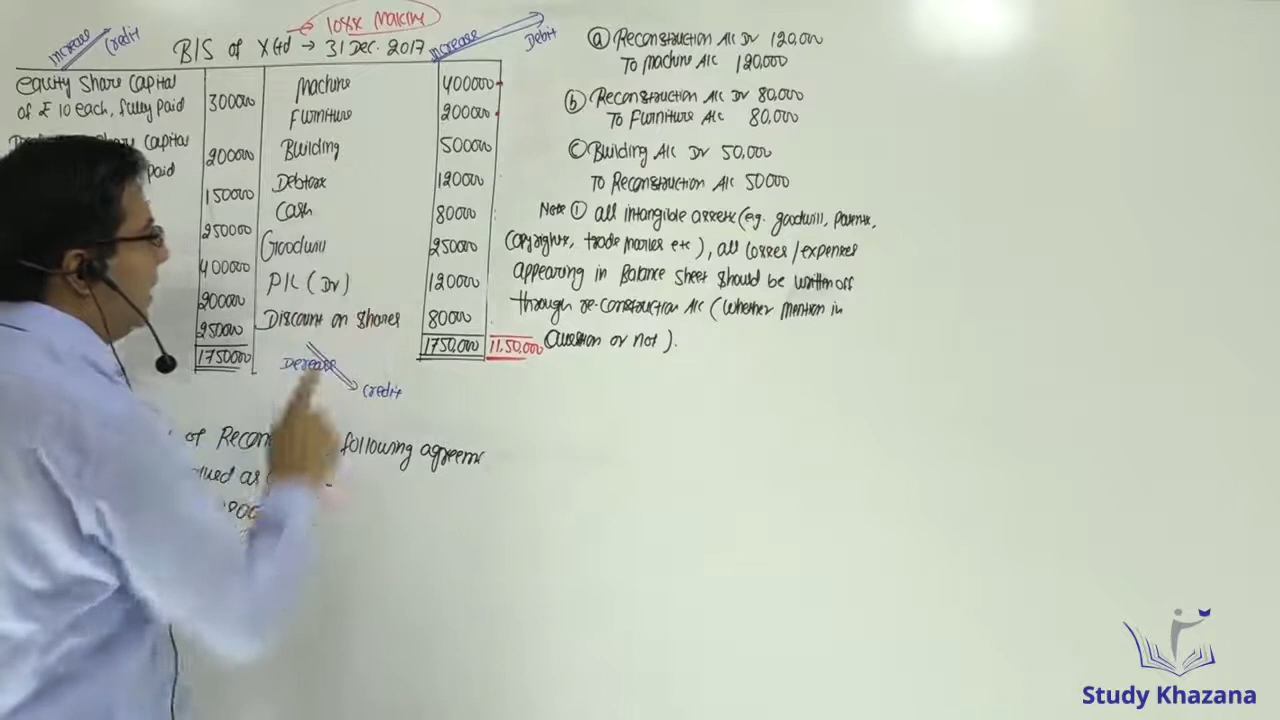 loss making
Increase
Credit
B/S of X Ltd → 31 Dec. 2017
Increase
Debit
equity share capital
of ₹ 10 each, fully paid
300000
share capital
paid
200000
150000
250000
400000
200000
250000
1750000
Machine 400000
Furniture 200000
Building 500000
Debtors 120000
Cash 80000
Goodwill 250000
P/L (Dr) 120000
Discount on shares 80000
1750,000 11,50,000
Decrease
Credit
of Recon following agreem
lued as
(a) Reconstruction A/c Dr 120,000
To Machine A/c 120,000
(b) Reconstruction A/c Dr 80,000
To Furniture A/c 80,000
(c) Building A/c Dr 50,000
To Reconstruction A/c 50000
Note ① all intangible assets (eg. goodwill, patents,
Copyrights, trade marks etc), all losses/expenses
appearing in Balance sheet should be written off
through re-construction A/c (whether mention in
Question or not).
Study Khazana